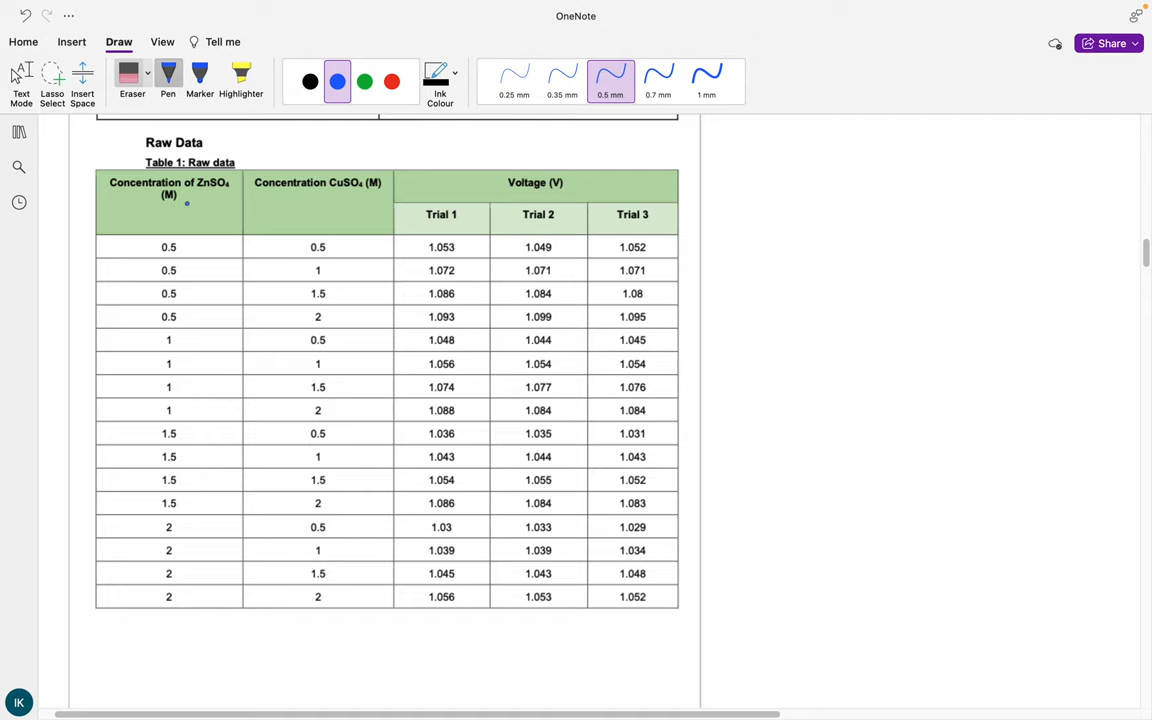 OneNote
Home Insert Draw View Tell me
Share
Text Mode
Lasso Select
Insert Space
Eraser
Pen
Marker
Highlighter
Ink Colour
0.25 mm
0.35 mm
0.5 mm
0.7 mm
1 mm
Raw Data
Table 1: Raw data
Concentration of ZnSO₄ (M) Concentration CuSO₄ (M) Voltage (V)
Trial 1 Trial 2 Trial 3
0.5 0.5 1.053 1.049 1.052
0.5 1 1.072 1.071 1.071
0.5 1.5 1.086 1.084 1.08
0.5 2 1.093 1.099 1.095
1 0.5 1.048 1.044 1.045
1 1 1.056 1.054 1.054
1 1.5 1.074 1.077 1.076
1 2 1.088 1.084 1.084
1.5 0.5 1.036 1.035 1.031
1.5 1 1.043 1.044 1.043
1.5 1.5 1.054 1.055 1.052
1.5 2 1.086 1.084 1.083
2 0.5 1.03 1.033 1.029
2 1 1.039 1.039 1.034
2 1.5 1.045 1.043 1.048
2 2 1.056 1.053 1.052
IK